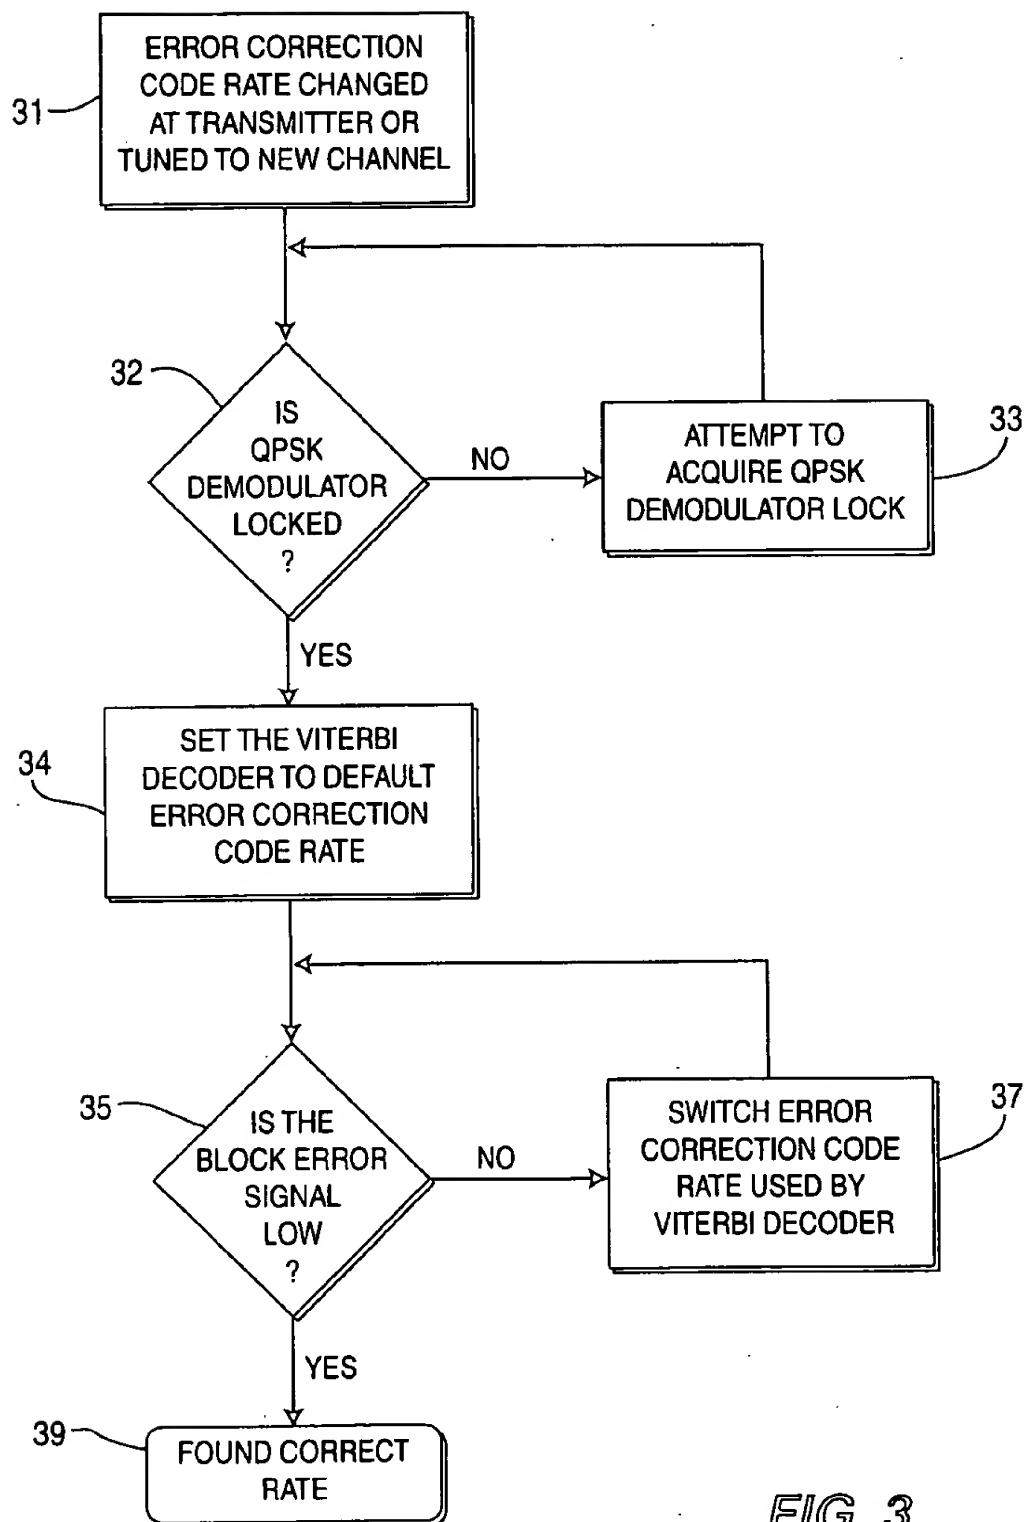 ERROR CORRECTION
CODE RATE CHANGED
AT TRANSMITTER OR
TUNED TO NEW CHANNEL
31
32
IS
QPSK
DEMODULATOR
LOCKED
?
NO
ATTEMPT TO
ACQUIRE QPSK
DEMODULATOR LOCK
33
YES
34
SET THE VITERBI
DECODER TO DEFAULT
ERROR CORRECTION
CODE RATE
35
IS THE
BLOCK ERROR
SIGNAL
LOW
?
NO
SWITCH ERROR
CORRECTION CODE
RATE USED BY
VITERBI DECODER
37
YES
39
FOUND CORRECT
RATE
FIG. 3